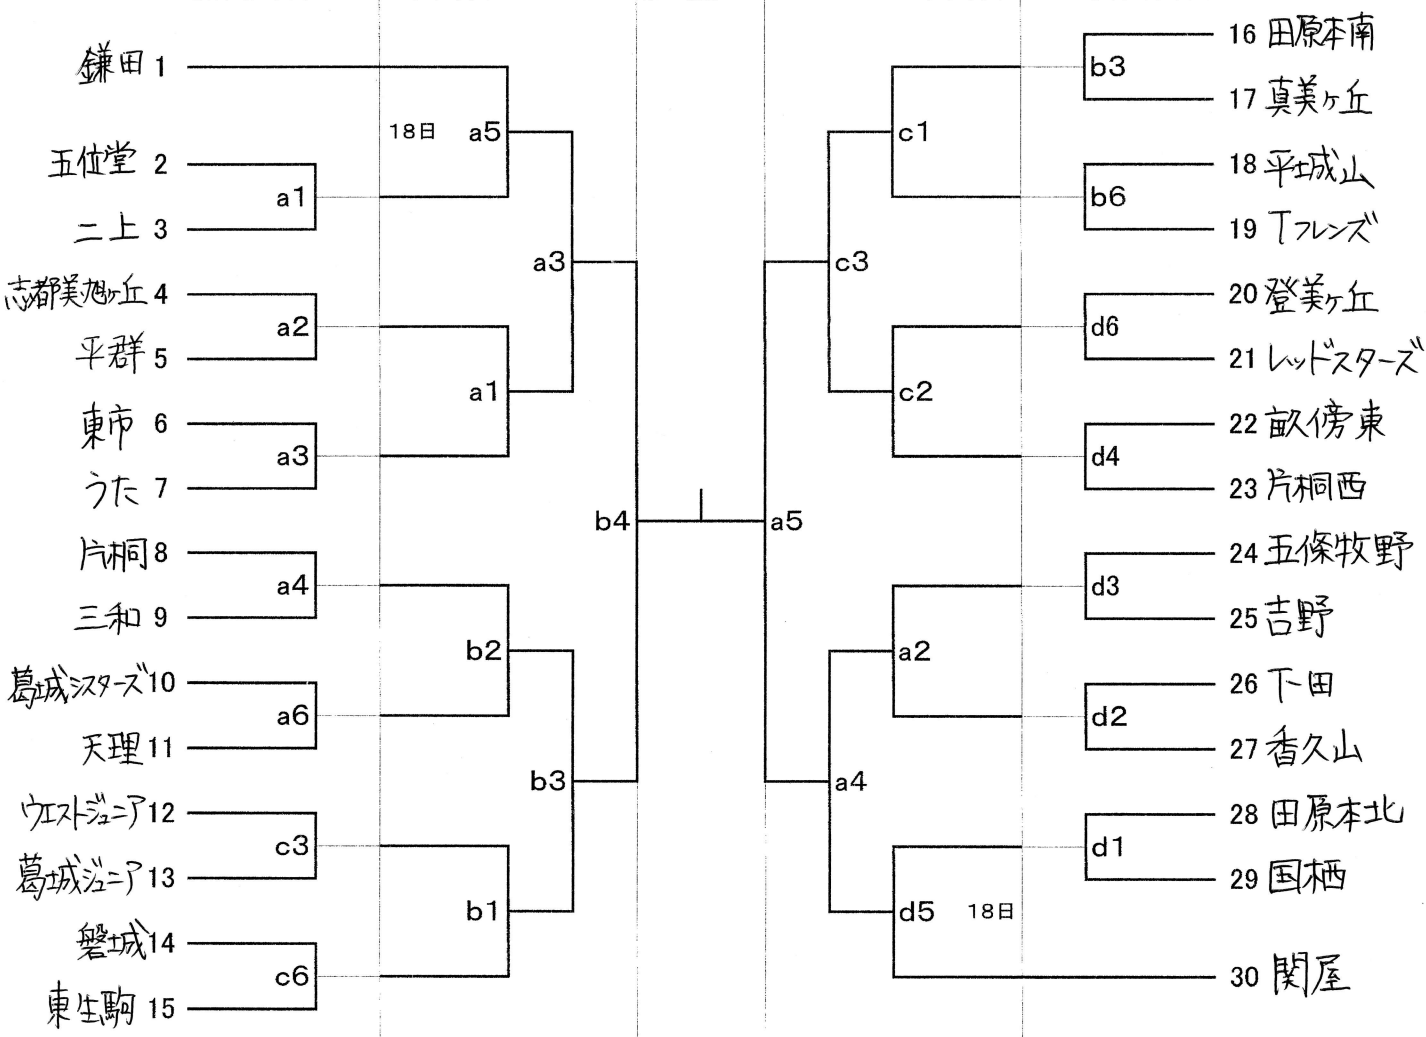 鎌田 1
五位堂 2
二上 3
志都美旭ヶ丘 4
平群 5
東市 6
うた 7
片桐 8
三和 9
葛城シスターズ 10
天理 11
ウエストジュニア 12
葛城ジュニア 13
磐城 14
東生駒 15
a1
a2
a3
a4
a6
c3
c6
18日 a5
a1
b2
b1
a3
b3
b4
a5
c3
a4
c1
c2
a2
d5 18日
b3
b6
d6
d4
d3
d2
d1
16 田原本南
17 真美ヶ丘
18 平城山
19 Tフレンズ
20 登美ヶ丘
21 レッドスターズ
22 畝傍東
23 片桐西
24 五條牧野
25 吉野
26 下田
27 香久山
28 田原本北
29 国栖
30 関屋